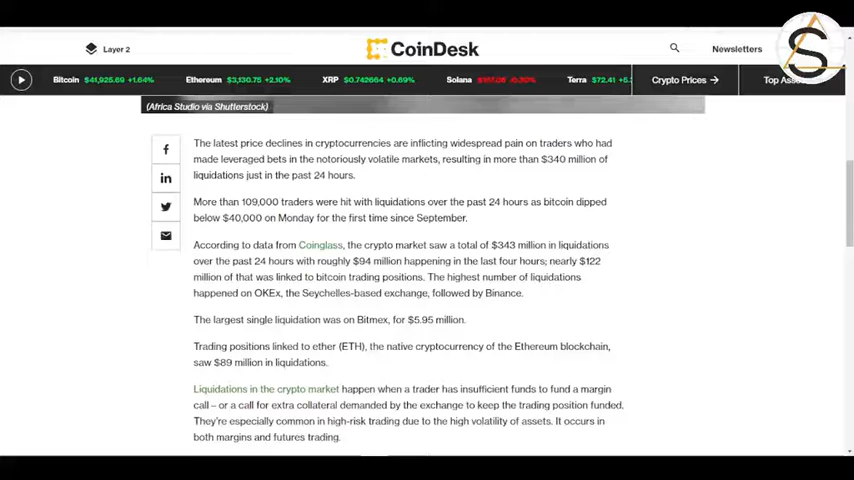 Layer 2
CoinDesk
Newsletters
S
Bitcoin $41,925.69 +1.64% Ethereum $3,130.75 +2.10% XRP $0.742664 +0.69% Solana -0.30% Terra $72.41 +5. Crypto Prices → Top Ass
(Africa Studio via Shutterstock)
The latest price declines in cryptocurrencies are inflicting widespread pain on traders who had
made leveraged bets in the notoriously volatile markets, resulting in more than $340 million of
liquidations just in the past 24 hours.
More than 109,000 traders were hit with liquidations over the past 24 hours as bitcoin dipped
below $40,000 on Monday for the first time since September.
According to data from Coinglass, the crypto market saw a total of $343 million in liquidations
over the past 24 hours with roughly $94 million happening in the last four hours; nearly $122
million of that was linked to bitcoin trading positions. The highest number of liquidations
happened on OKEx, the Seychelles-based exchange, followed by Binance.
The largest single liquidation was on Bitmex, for $5.95 million.
Trading positions linked to ether (ETH), the native cryptocurrency of the Ethereum blockchain,
saw $89 million in liquidations.
Liquidations in the crypto market happen when a trader has insufficient funds to fund a margin
call – or a call for extra collateral demanded by the exchange to keep the trading position funded.
They're especially common in high-risk trading due to the high volatility of assets. It occurs in
both margins and futures trading.